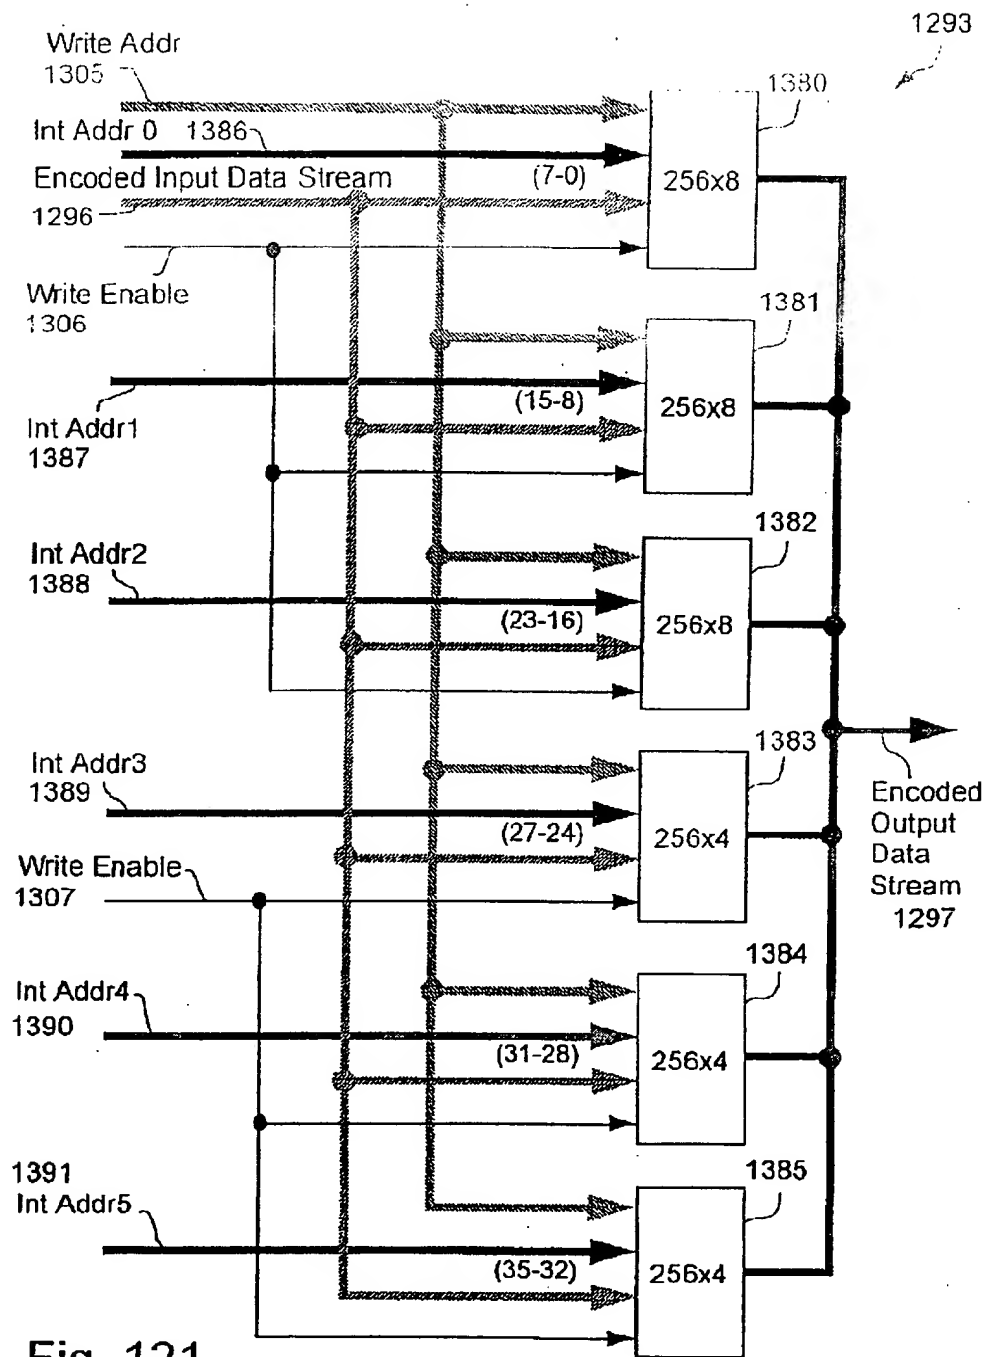 1293
Write Addr
1305
1380
Int Addr 0 1386
(7-0)
256x8
Encoded Input Data Stream
1296
Write Enable
1306
1381
(15-8)
256x8
Int Addr1
1387
1382
Int Addr2
1388
(23-16)
256x8
1383
Int Addr3
1389
(27-24)
256x4
Encoded
Output
Data
Stream
1297
Write Enable
1307
1384
Int Addr4
1390
(31-28)
256x4
1385
1391
Int Addr5
(35-32)
256x4
Fig. 121